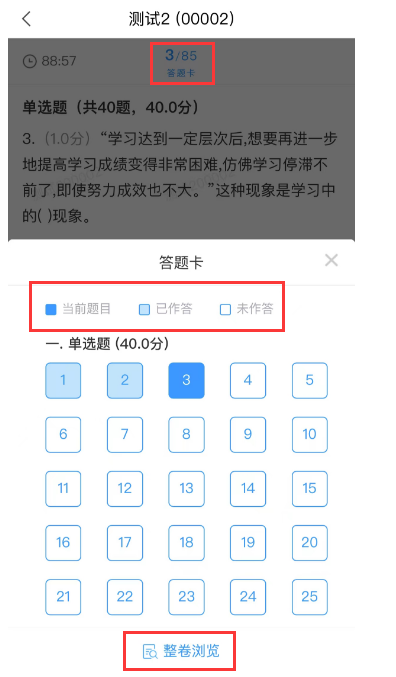 测试2 (00002)
88:57
3/85
答题卡
单选题（共40题，40.0分）
3.（1.0分）“学习达到一定层次后,想要再进一步
地提高学习成绩变得非常困难,仿佛学习停滞不
前了,即使努力成效也不大。”这种现象是学习中
的( )现象。
答题卡
当前题目 已作答 未作答
一. 单选题 (40.0分)
1 2 3 4 5
6 7 8 9 10
11 12 13 14 15
16 17 18 19 20
21 22 23 24 25
整卷浏览